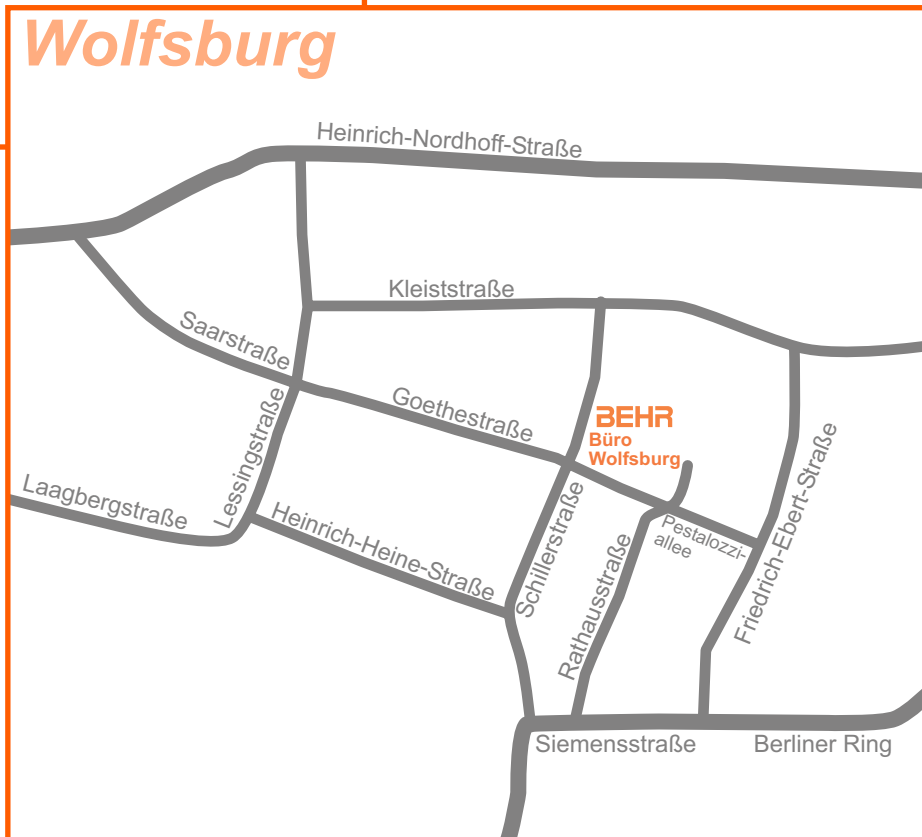 Wolfsburg
Heinrich-Nordhoff-Straße
Kleiststraße
Saarstraße
Goethestraße
BEHR
Büro
Wolfsburg
Lessingstraße
Friedrich-Ebert-Straße
Laagbergstraße
Heinrich-Heine-Straße
Schillerstraße
Pestalozzi-
allee
Rathausstraße
Siemensstraße
Berliner Ring